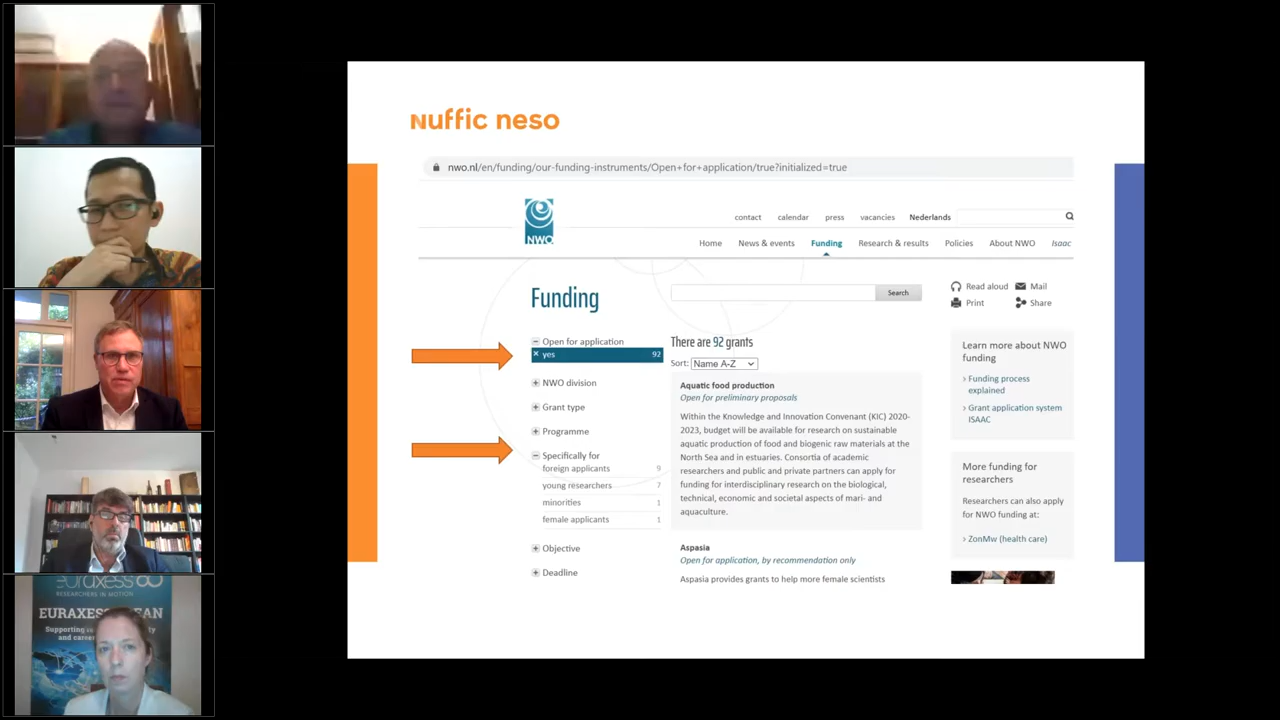 nuffic neso
nwo.nl/en/funding/our-funding-instruments/Open+for+application/true?initialized=true
NWO
contact calendar press vacancies Nederlands
Home News & events Funding Research & results Policies About NWO Isaac
Funding
Search
Read aloud Mail
Print Share
Open for application
yes 92
NWO division
Grant type
Programme
Specifically for
foreign applicants 9
young researchers 7
minorities 1
female applicants 1
Objective
Deadline
There are 92 grants
Sort: Name A-Z
Aquatic food production
Open for preliminary proposals
Within the Knowledge and Innovation Convenant (KIC) 2020-
2023, budget will be available for research on sustainable
aquatic production of food and biogenic raw materials at the
North Sea and in estuaries. Consortia of academic
researchers and public and private partners can apply for
funding for interdisciplinary research on the biological,
technical, economic and societal aspects of mari- and
aquaculture.
Aspasia
Open for application, by recommendation only
Aspasia provides grants to help more female scientists
Learn more about NWO
funding
Funding process
explained
Grant application system
ISAAC
More funding for
researchers
Researchers can also apply
for NWO funding at:
ZonMw (health care)
euraxess
RESEARCHERS IN MOTION
EURAXESS
Supporting